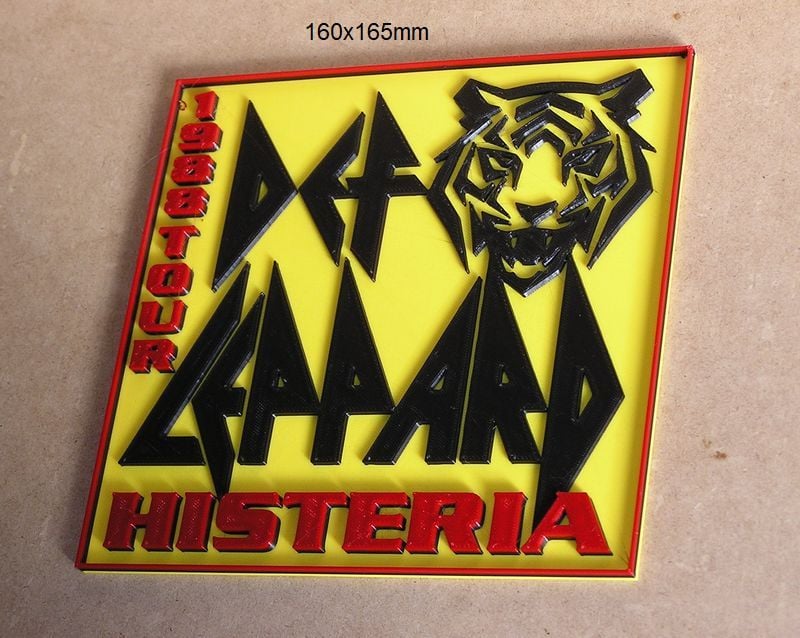 160x165mm
1988 TOUR
DEF
LEPPARD
HISTERIA